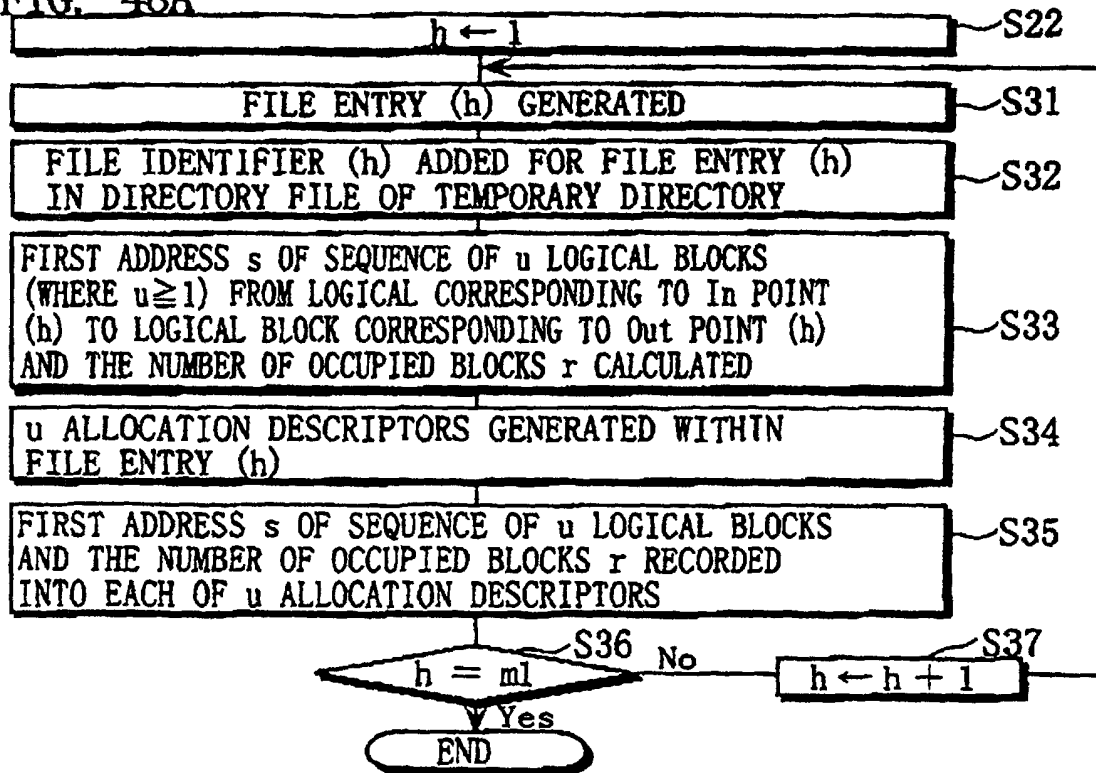 FIG. 48A
h ← 1
S22
FILE ENTRY (h) GENERATED
S31
FILE IDENTIFIER (h) ADDED FOR FILE ENTRY (h)
IN DIRECTORY FILE OF TEMPORARY DIRECTORY
S32
FIRST ADDRESS s OF SEQUENCE OF u LOGICAL BLOCKS
(WHERE u≧1) FROM LOGICAL CORRESPONDING TO In POINT
(h) TO LOGICAL BLOCK CORRESPONDING TO Out POINT (h)
AND THE NUMBER OF OCCUPIED BLOCKS r CALCULATED
S33
u ALLOCATION DESCRIPTORS GENERATED WITHIN
FILE ENTRY (h)
S34
FIRST ADDRESS s OF SEQUENCE OF u LOGICAL BLOCKS
AND THE NUMBER OF OCCUPIED BLOCKS r RECORDED
INTO EACH OF u ALLOCATION DESCRIPTORS
S35
h = m1
S36
No
h ← h + 1
S37
Yes
END